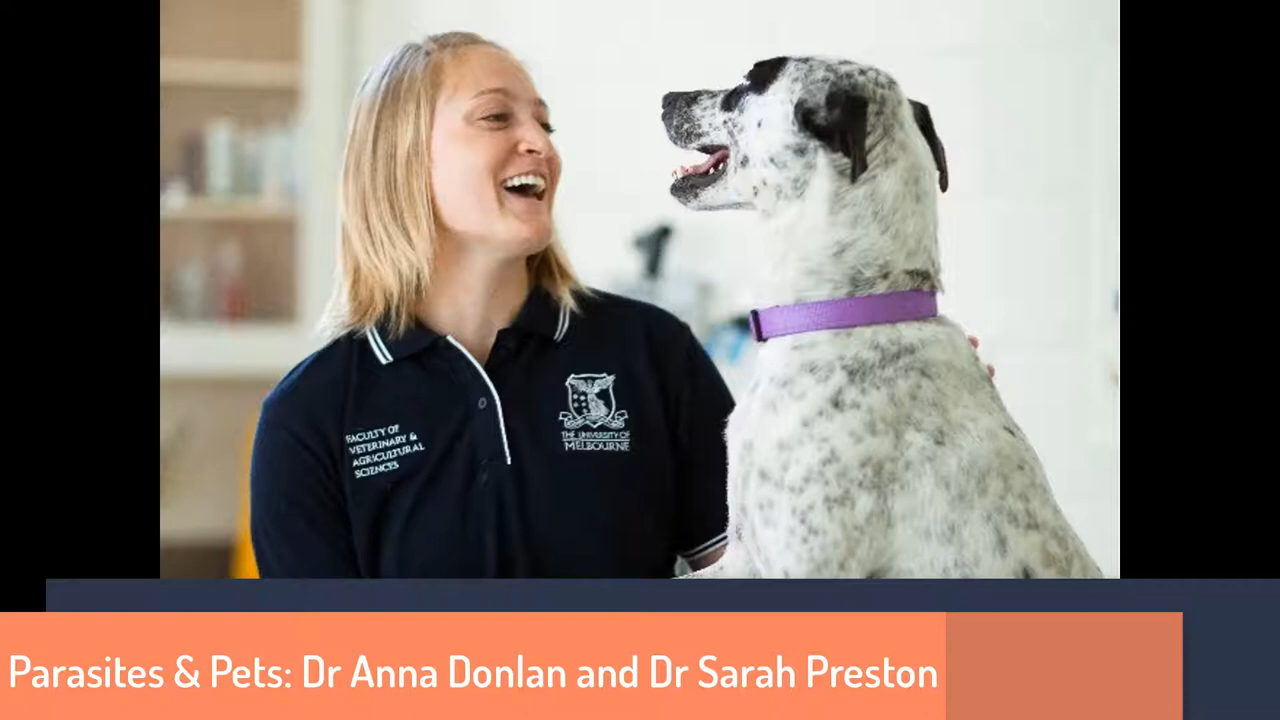 FACULTY OF
VETERINARY &
AGRICULTURAL
SCIENCES
THE UNIVERSITY OF
MELBOURNE
Parasites & Pets: Dr Anna Donlan and Dr Sarah Preston